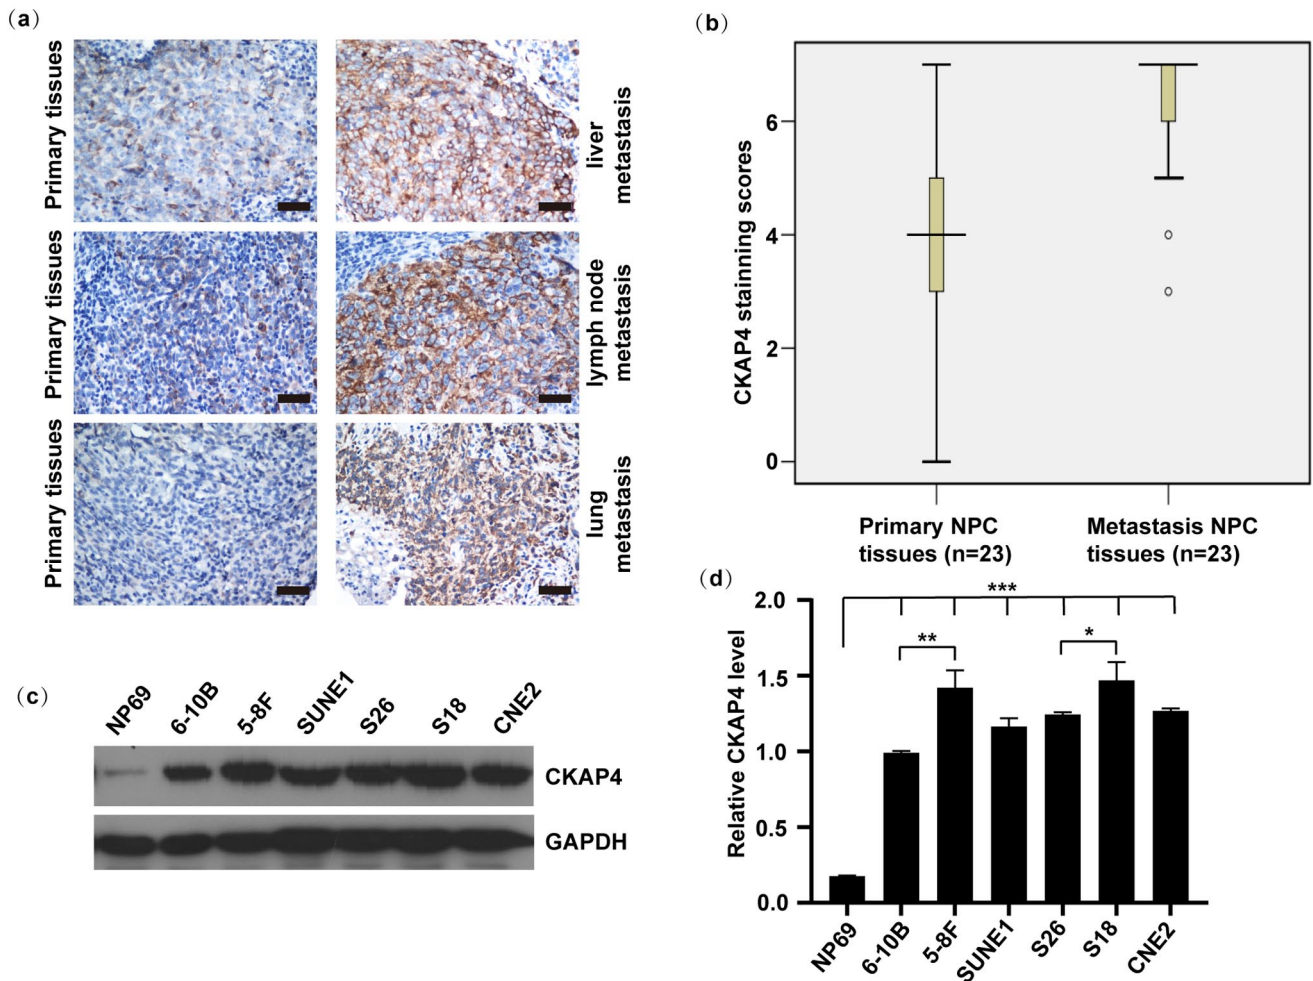 (a)
Primary tissues
liver
metastasis
Primary tissues
lymph node
metastasis
Primary tissues
lung
metastasis
(b)
CKAP4 stainning scores
6
4
2
0
Primary NPC
tissues (n=23)
Metastasis NPC
tissues (n=23)
(c)
NP69 6-10B 5-8F SUNE1 S26 S18 CNE2
CKAP4
GAPDH
(d)
Relative CKAP4 level
2.0
1.5
1.0
0.5
0.0
***
**
*
NP69 6-10B 5-8F SUNE1 S26 S18 CNE2